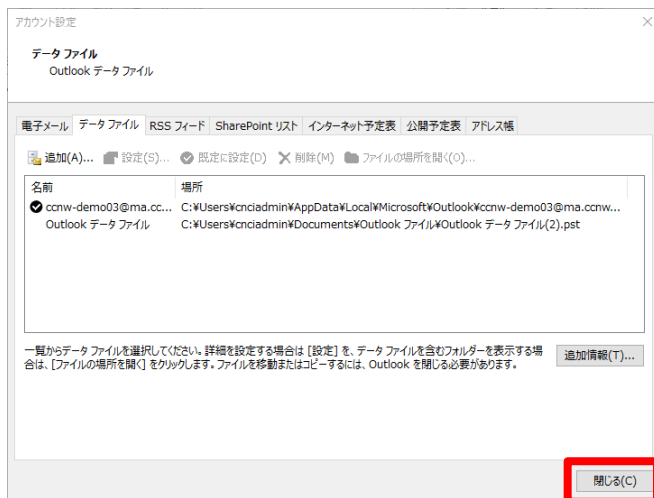 アカウント設定
データ ファイル
Outlook データ ファイル
電子メール データ ファイル RSS フィード SharePoint リスト インターネット予定表 公開予定表 アドレス帳
追加(A)... 設定(S)... 既定に設定(D) 削除(M) ファイルの場所を開く(O)...
名前 場所
ccnw-demo03@ma.cc... C:¥Users¥cnciadmin¥AppData¥Local¥Microsoft¥Outlook¥ccnw-demo03@ma.ccnw...
Outlook データ ファイル C:¥Users¥cnciadmin¥Documents¥Outlook ファイル¥Outlook データ ファイル(2).pst
一覧からデータ ファイルを選択してください。詳細を設定する場合は [設定] を、データ ファイルを含むフォルダーを表示する場
合は、[ファイルの場所を開く] をクリックします。ファイルを移動またはコピーするには、Outlook を閉じる必要があります。
追加情報(T)...
閉じる(C)